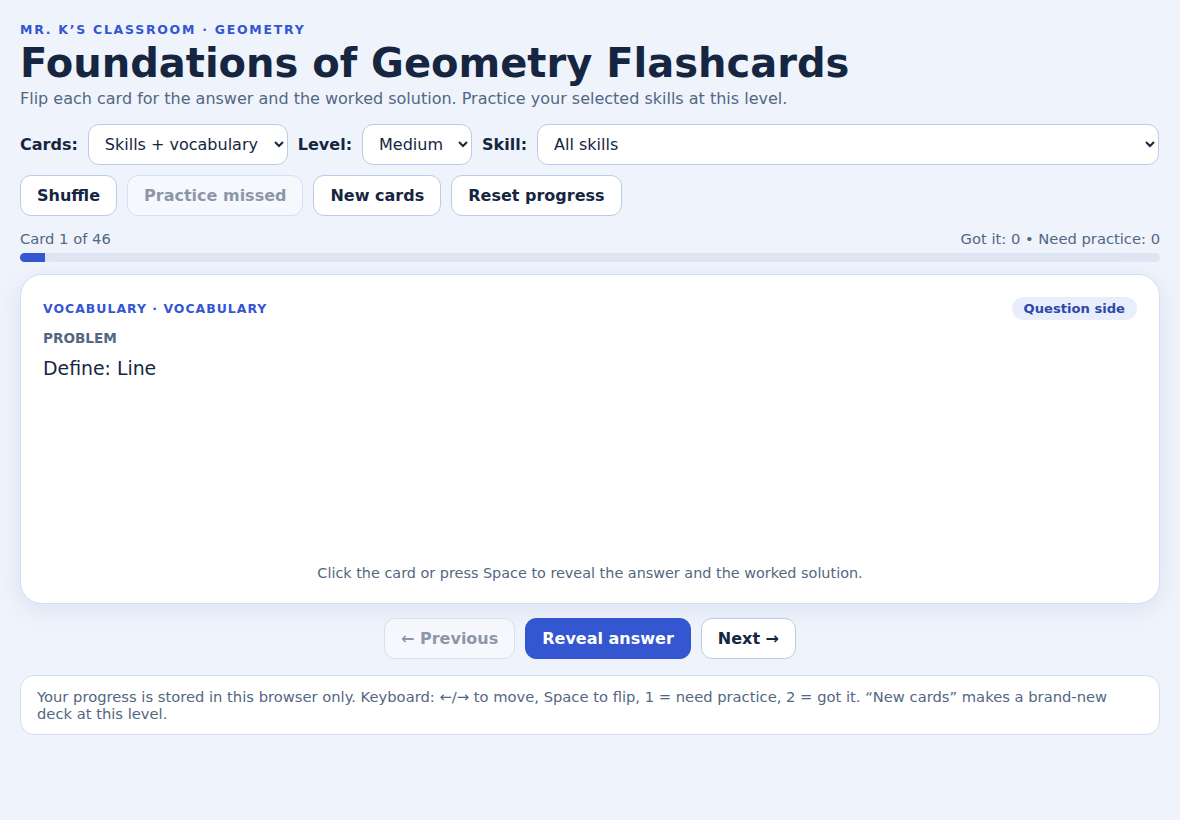 MR. K’S CLASSROOM · GEOMETRY
Foundations of Geometry Flashcards
Flip each card for the answer and the worked solution. Practice your selected skills at this level.
Cards: Skills + vocabulary Level: Medium Skill: All skills
Shuffle Practice missed New cards Reset progress
Card 1 of 46 Got it: 0 • Need practice: 0
VOCABULARY · VOCABULARY Question side
PROBLEM
Define: Line
Click the card or press Space to reveal the answer and the worked solution.
← Previous Reveal answer Next →
Your progress is stored in this browser only. Keyboard: ←/→ to move, Space to flip, 1 = need practice, 2 = got it. “New cards” makes a brand-new
deck at this level.